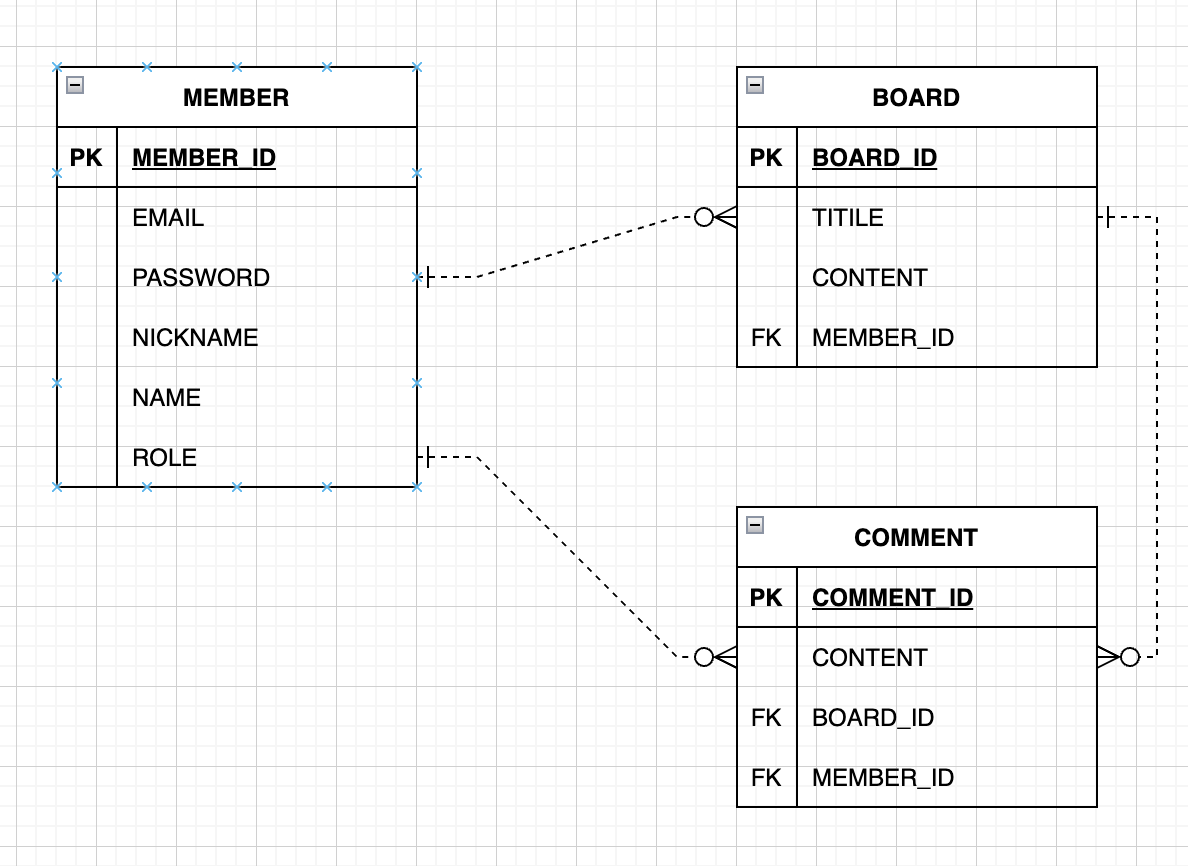 MEMBER
PK MEMBER_ID
EMAIL
PASSWORD
NICKNAME
NAME
ROLE
BOARD
PK BOARD_ID
TITILE
CONTENT
FK MEMBER_ID
COMMENT
PK COMMENT_ID
CONTENT
FK BOARD_ID
FK MEMBER_ID